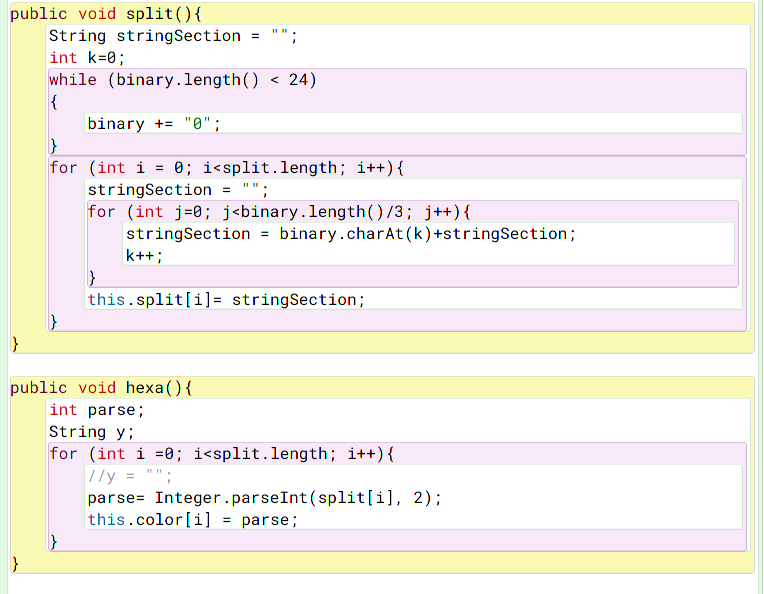 public void split(){
String stringSection = "";
int k=0;
while (binary.length() < 24)
{
binary += "0";
}
for (int i = 0; i<split.length; i++){
stringSection = "";
for (int j=0; j<binary.length()/3; j++){
stringSection = binary.charAt(k)+stringSection;
k++;
}
this.split[i]= stringSection;
}
}
public void hexa(){
int parse;
String y;
for (int i =0; i<split.length; i++){
//y = "";
parse= Integer.parseInt(split[i], 2);
this.color[i] = parse;
}
}